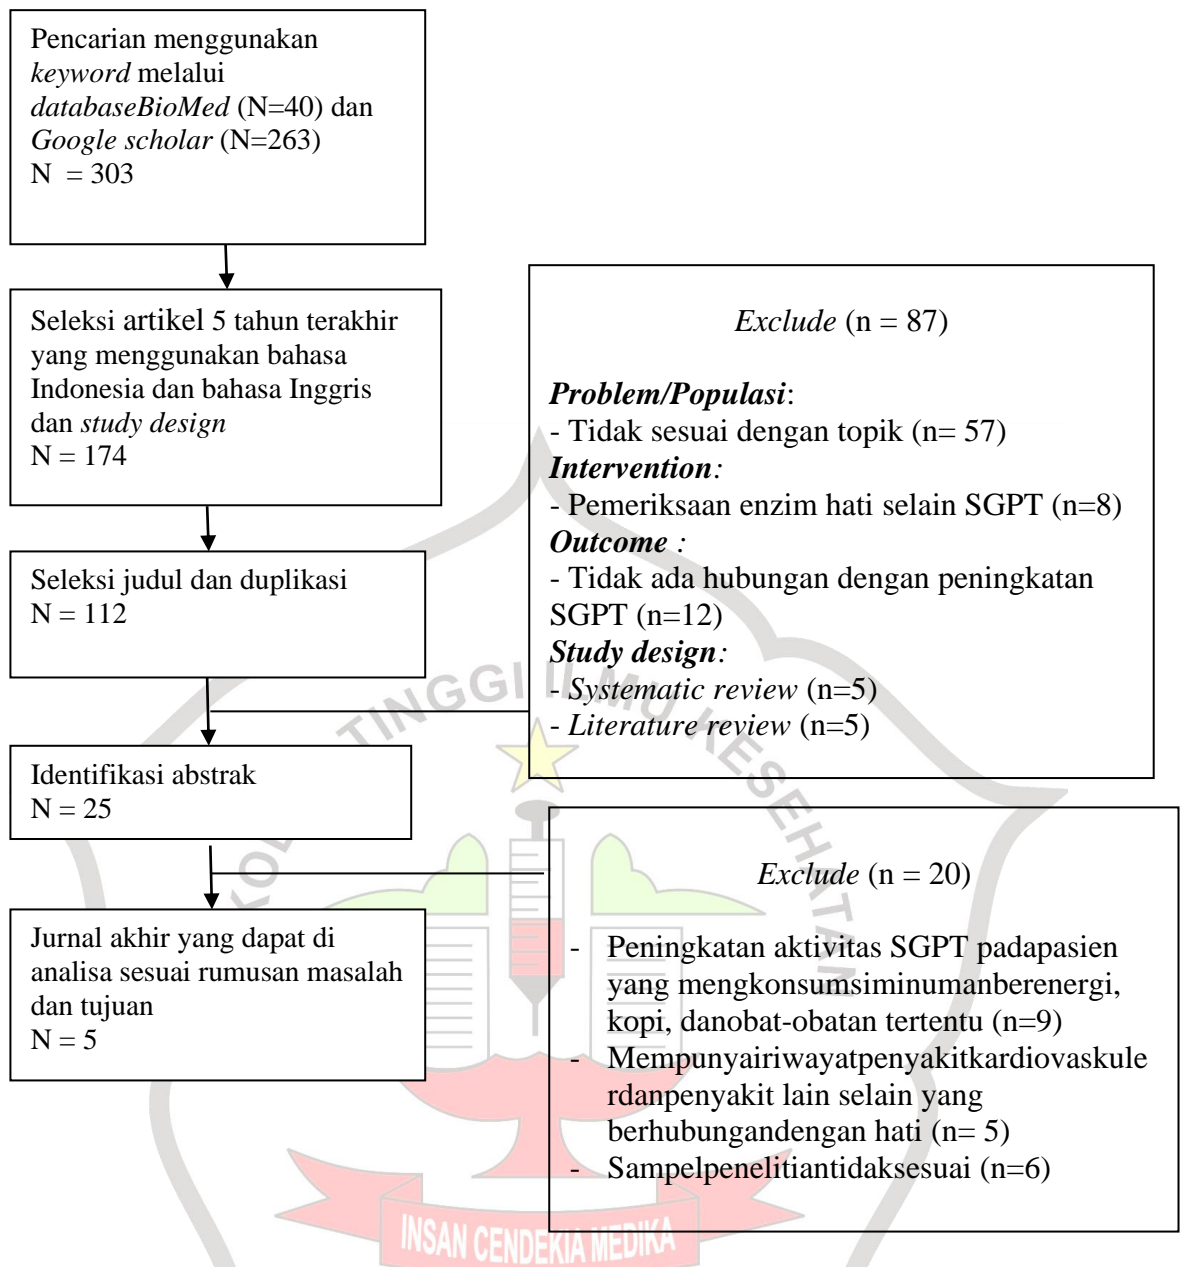 Pencarian menggunakan
keyword melalui
databaseBioMed (N=40) dan
Google scholar (N=263)
N  = 303
Seleksi artikel 5 tahun terakhir
yang menggunakan bahasa
Indonesia dan bahasa Inggris
dan study design
N = 174
Seleksi judul dan duplikasi
N = 112
Exclude (n = 87)
Problem/Populasi:
- Tidak sesuai dengan topik (n= 57)
Intervention:
- Pemeriksaan enzim hati selain SGPT (n=8)
Outcome :
- Tidak ada hubungan dengan peningkatan
SGPT (n=12)
Study design:
- Systematic review (n=5)
- Literature review (n=5)
Identifikasi abstrak
N = 25
Exclude (n = 20)
- Peningkatan aktivitas SGPT padapasien
yang mengkonsumsiminumanberenergi,
kopi, danobat-obatan tertentu (n=9)
- Mempunyairiwayatpenyakitkardiovaskule
rdanpenyakit lain selain yang
berhubungandengan hati (n= 5)
- Sampelpenelitiantidaksesuai (n=6)
Jurnal akhir yang dapat di
analisa sesuai rumusan masalah
dan tujuan
N = 5
TINGGI ILMU KESEHATAN
INSAN CENDEKIA MEDIKA